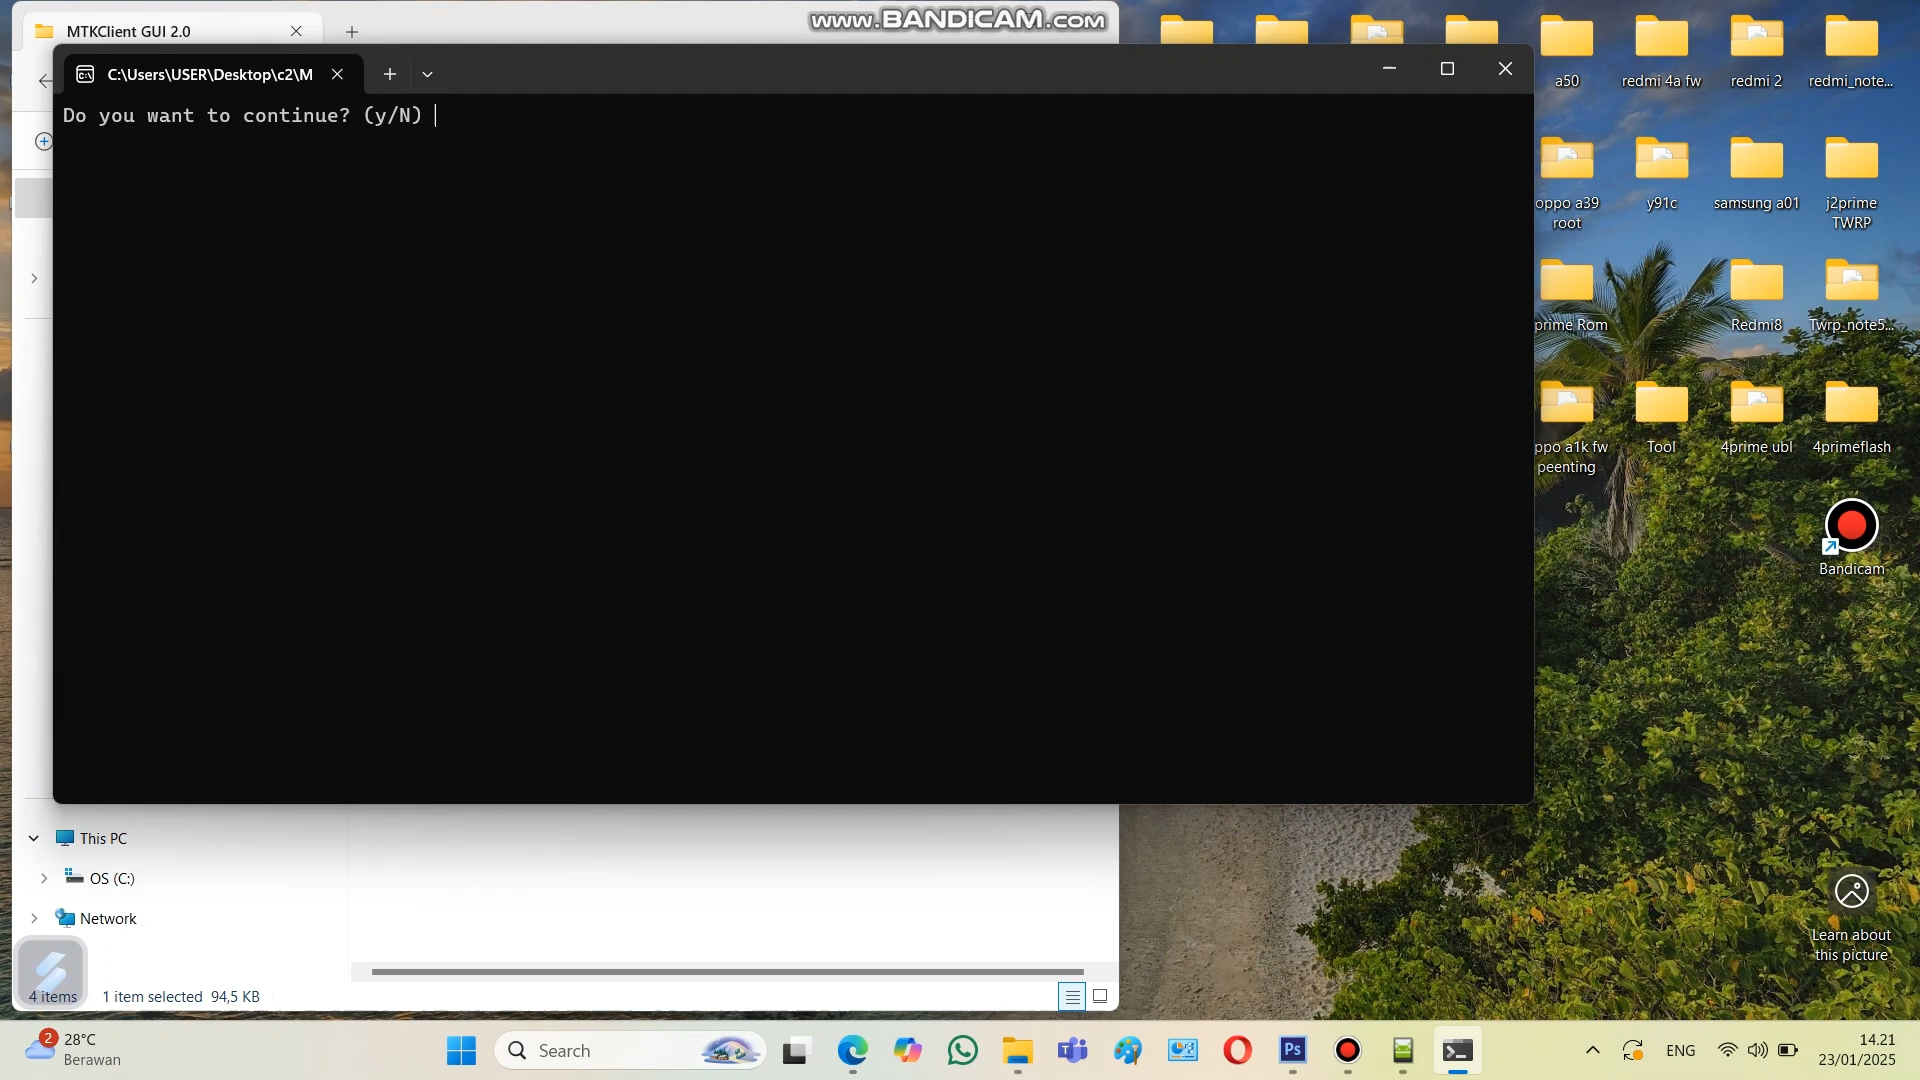 MTKClient GUI 2.0
www.BANDICAM.com
C:\Users\USER\Desktop\c2\M
Do you want to continue? (y/N)
a50
redmi 4a fw
redmi 2
redmi_note...
oppo a39
root
y91c
samsung a01
j2prime
TWRP
prime Rom
Redmi8
Twrp_note5...
ppo a1k fw
peenting
Tool
4prime ubl
4primeflash
Bandicam
This PC
OS (C:)
Network
Learn about
this picture
4 items
1 item selected 94,5 KB
2
28°C
Berawan
Search
Ps
ENG
14.21
23/01/2025